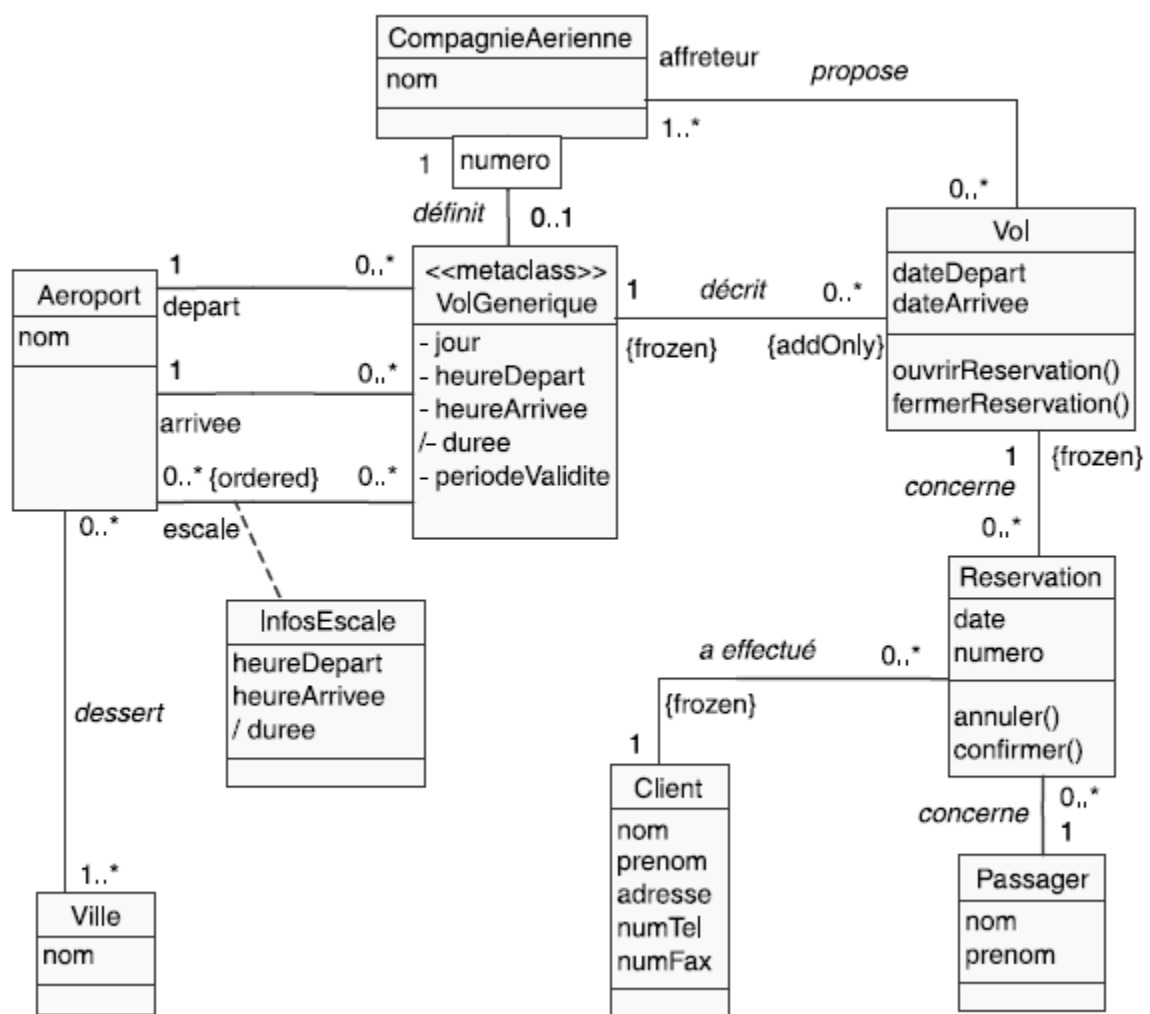 CompagnieAerienne
nom
affreteur
propose
1..*
1
numero
définit
0..1
0..*
Vol
dateDepart
dateArrivee
ouvrirReservation()
fermerReservation()
Aeroport
nom
1
0..*
depart
1
0..*
arrivee
0..* {ordered}
0..*
escale
<<metaclass>>
VolGenerique
- jour
- heureDepart
- heureArrivee
/- duree
- periodeValidite
1
décrit
0..*
{frozen}
{addOnly}
1
{frozen}
concerne
0..*
0..*
dessert
1..*
InfosEscale
heureDepart
heureArrivee
/ duree
Reservation
date
numero
annuler()
confirmer()
a effectué
0..*
{frozen}
1
Client
nom
prenom
adresse
numTel
numFax
concerne
0..*
1
Passager
nom
prenom
Ville
nom